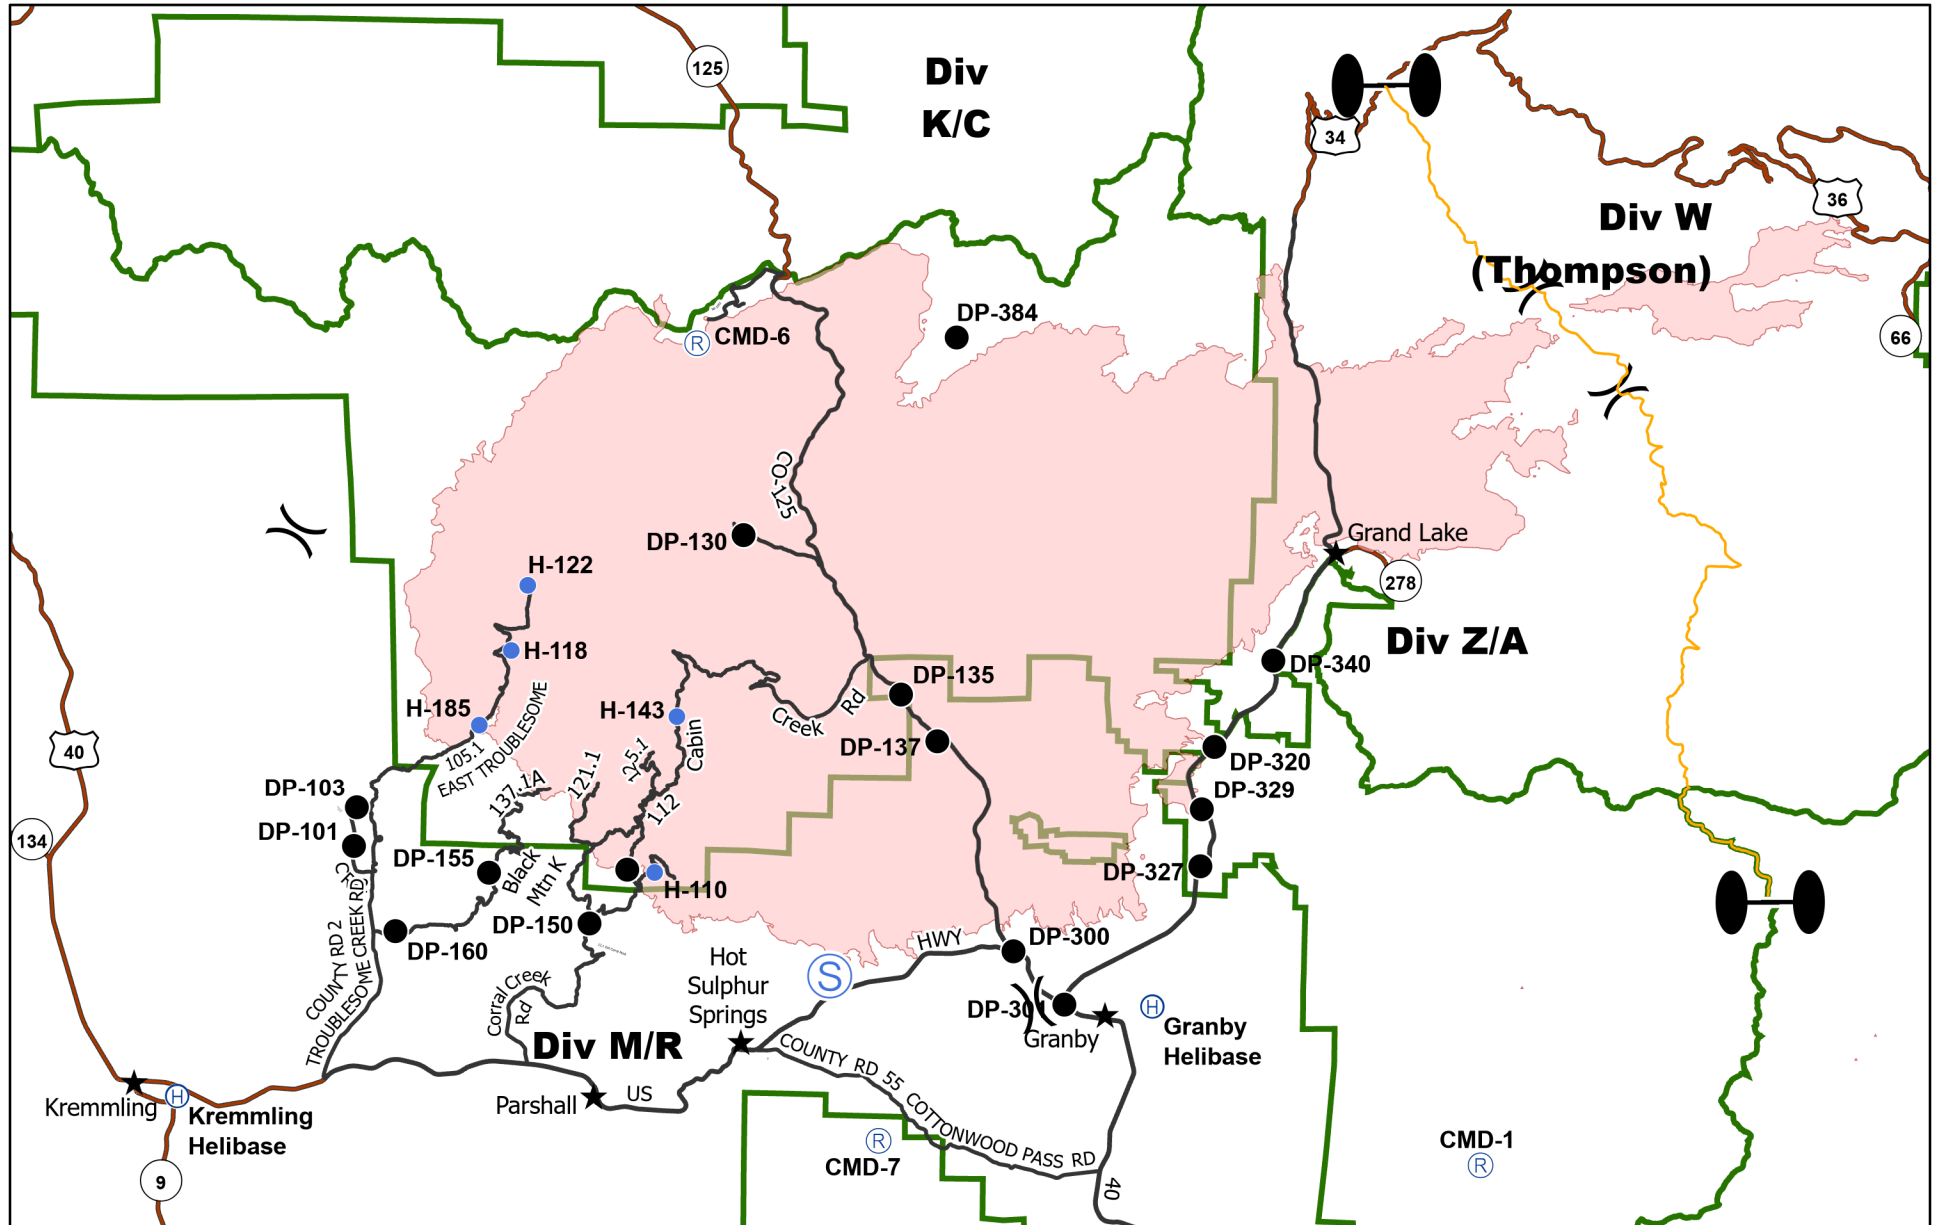 125
Div
K/C
34
36
Div W
(Thompson)
66
DP-384
CMD-6
CO-125
DP-130
Grand Lake
278
H-122
H-118
Div Z/A
DP-340
DP-135
H-185
H-143
Creek
Rd
Cabin
DP-137
40
105.1
EAST TROUBLESOME
DP-320
137.1A
121.1
112
DP-329
DP-103
DP-101
134
DP-155
Black
Mtn K
DP-327
H-110
DP-150
DP-160
COUNTY RD 2
TROUBLESOME CREEK RD
HWY
DP-300
Hot
Sulphur
Springs
S
Corral Creek
Rd
DP-301
H
Granby
Granby
Helibase
Div M/R
COUNTY RD 55 COTTONWOOD PASS RD
Kremmling
H
Kremmling
Helibase
Parshall
US
R
CMD-7
CMD-1
R
9
40